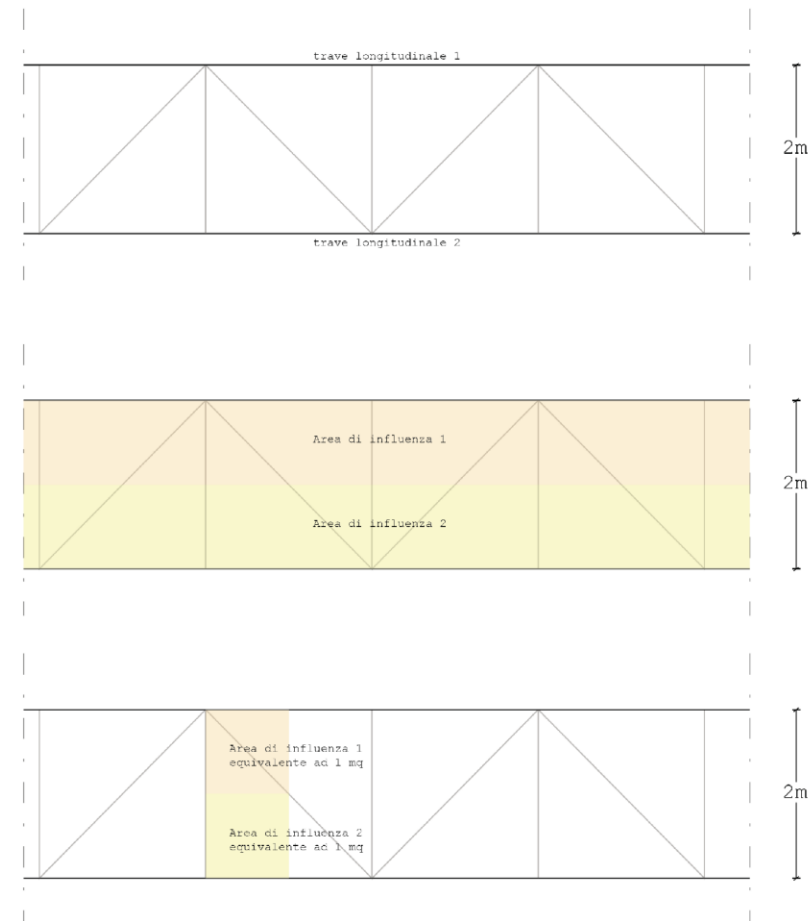 trave longitudinale 1
2m
trave longitudinale 2
Area di influenza 1
2m
Area di influenza 2
Area di influenza 1
equivalente ad 1 mq
2m
Area di influenza 2
equivalente ad 1 mq